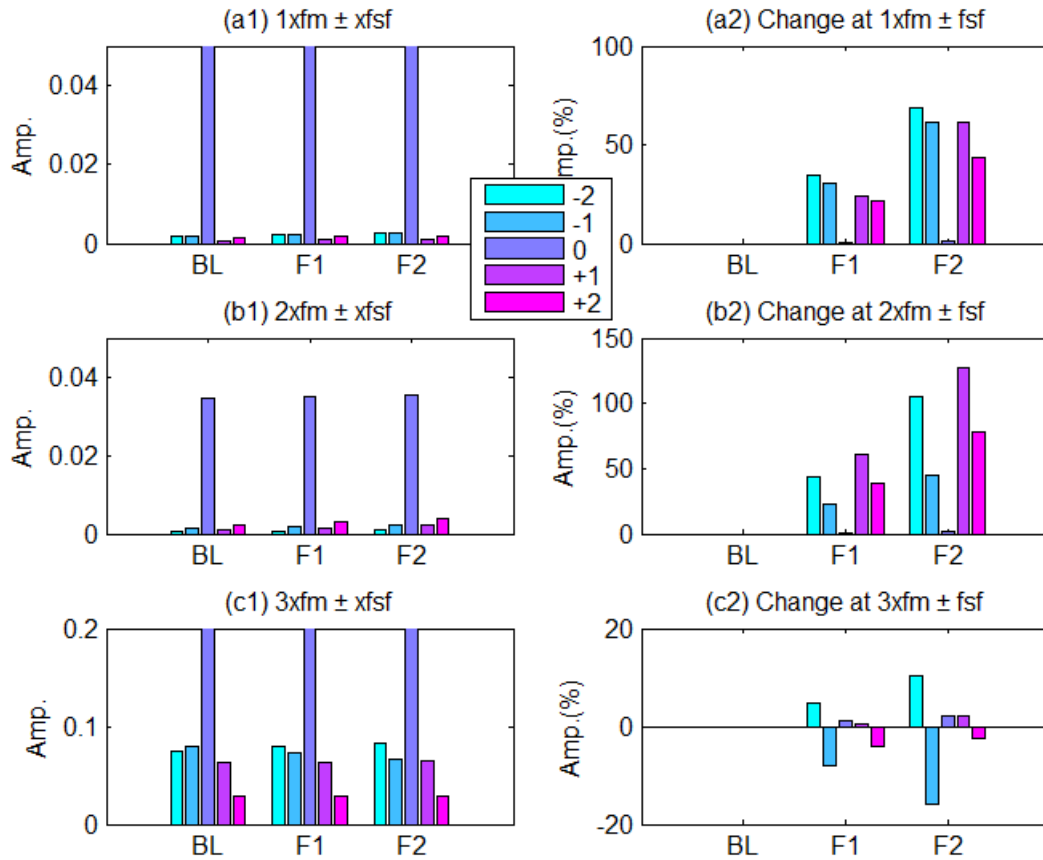 (a1) 1xfm ± xfsf
Amp.
0.04
0.02
0
BL F1 F2
(a2) Change at 1xfm ± fsf
mp.(%)
100
50
0
BL F1 F2
-2
-1
0
+1
+2
(b1) 2xfm ± xfsf
Amp.
0.04
0.02
0
BL F1 F2
(b2) Change at 2xfm ± fsf
Amp.(%)
150
100
50
0
BL F1 F2
(c1) 3xfm ± xfsf
Amp.
0.2
0.1
0
BL F1 F2
(c2) Change at 3xfm ± fsf
Amp.(%)
20
0
-20
BL F1 F2